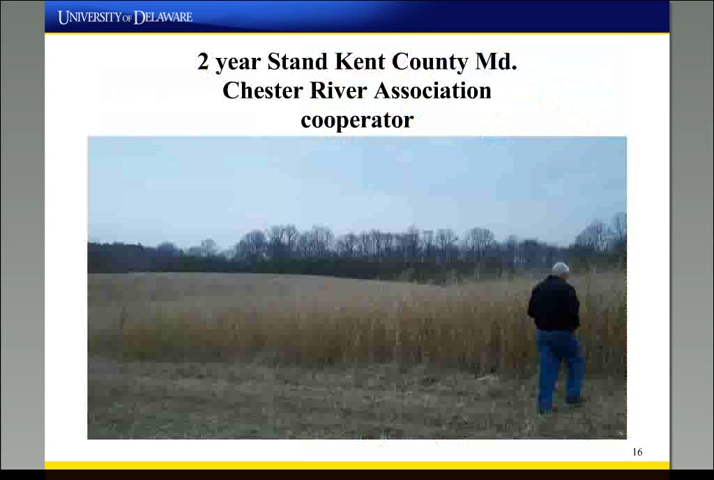 UNIVERSITY OF DELAWARE
2 year Stand Kent County Md.
Chester River Association
cooperator
16